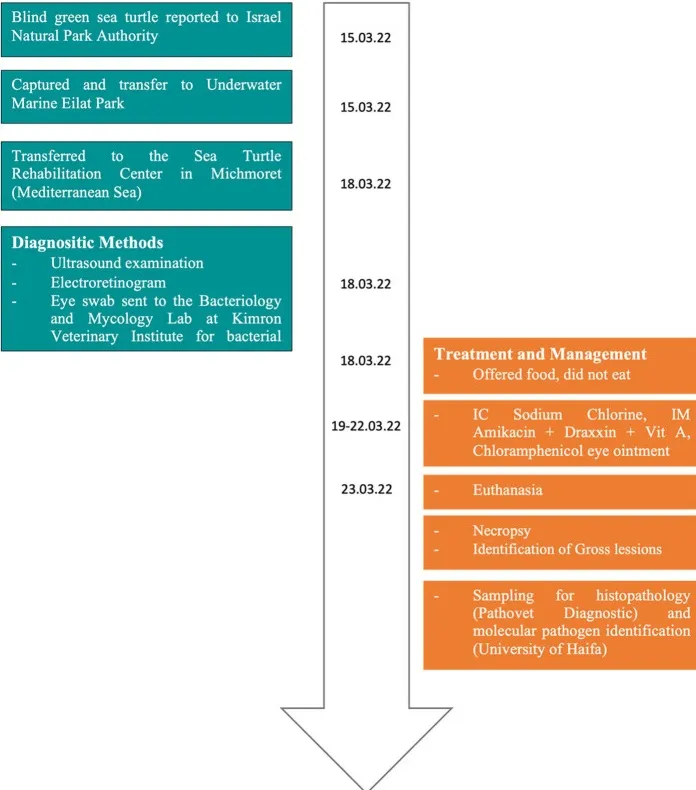 Blind green sea turtle reported to Israel
Natural Park Authority
15.03.22
Captured and transfer to Underwater
Marine Eilat Park
15.03.22
Transferred to the Sea Turtle
Rehabilitation Center in Michmoret
(Mediterranean Sea)
18.03.22
Diagnositic Methods
- Ultrasound examination
- Electroretinogram
- Eye swab sent to the Bacteriology
and Mycology Lab at Kimron
Veterinary Institute for bacterial
18.03.22
18.03.22
Treatment and Management
- Offered food, did not eat
19-22.03.22
- IC Sodium Chlorine, IM
Amikacin + Draxxin + Vit A,
Chloramphenicol eye ointment
23.03.22
- Euthanasia
- Necropsy
- Identification of Gross lessions
- Sampling for histopathology
(Pathovet Diagnostic) and
molecular pathogen identification
(University of Haifa)